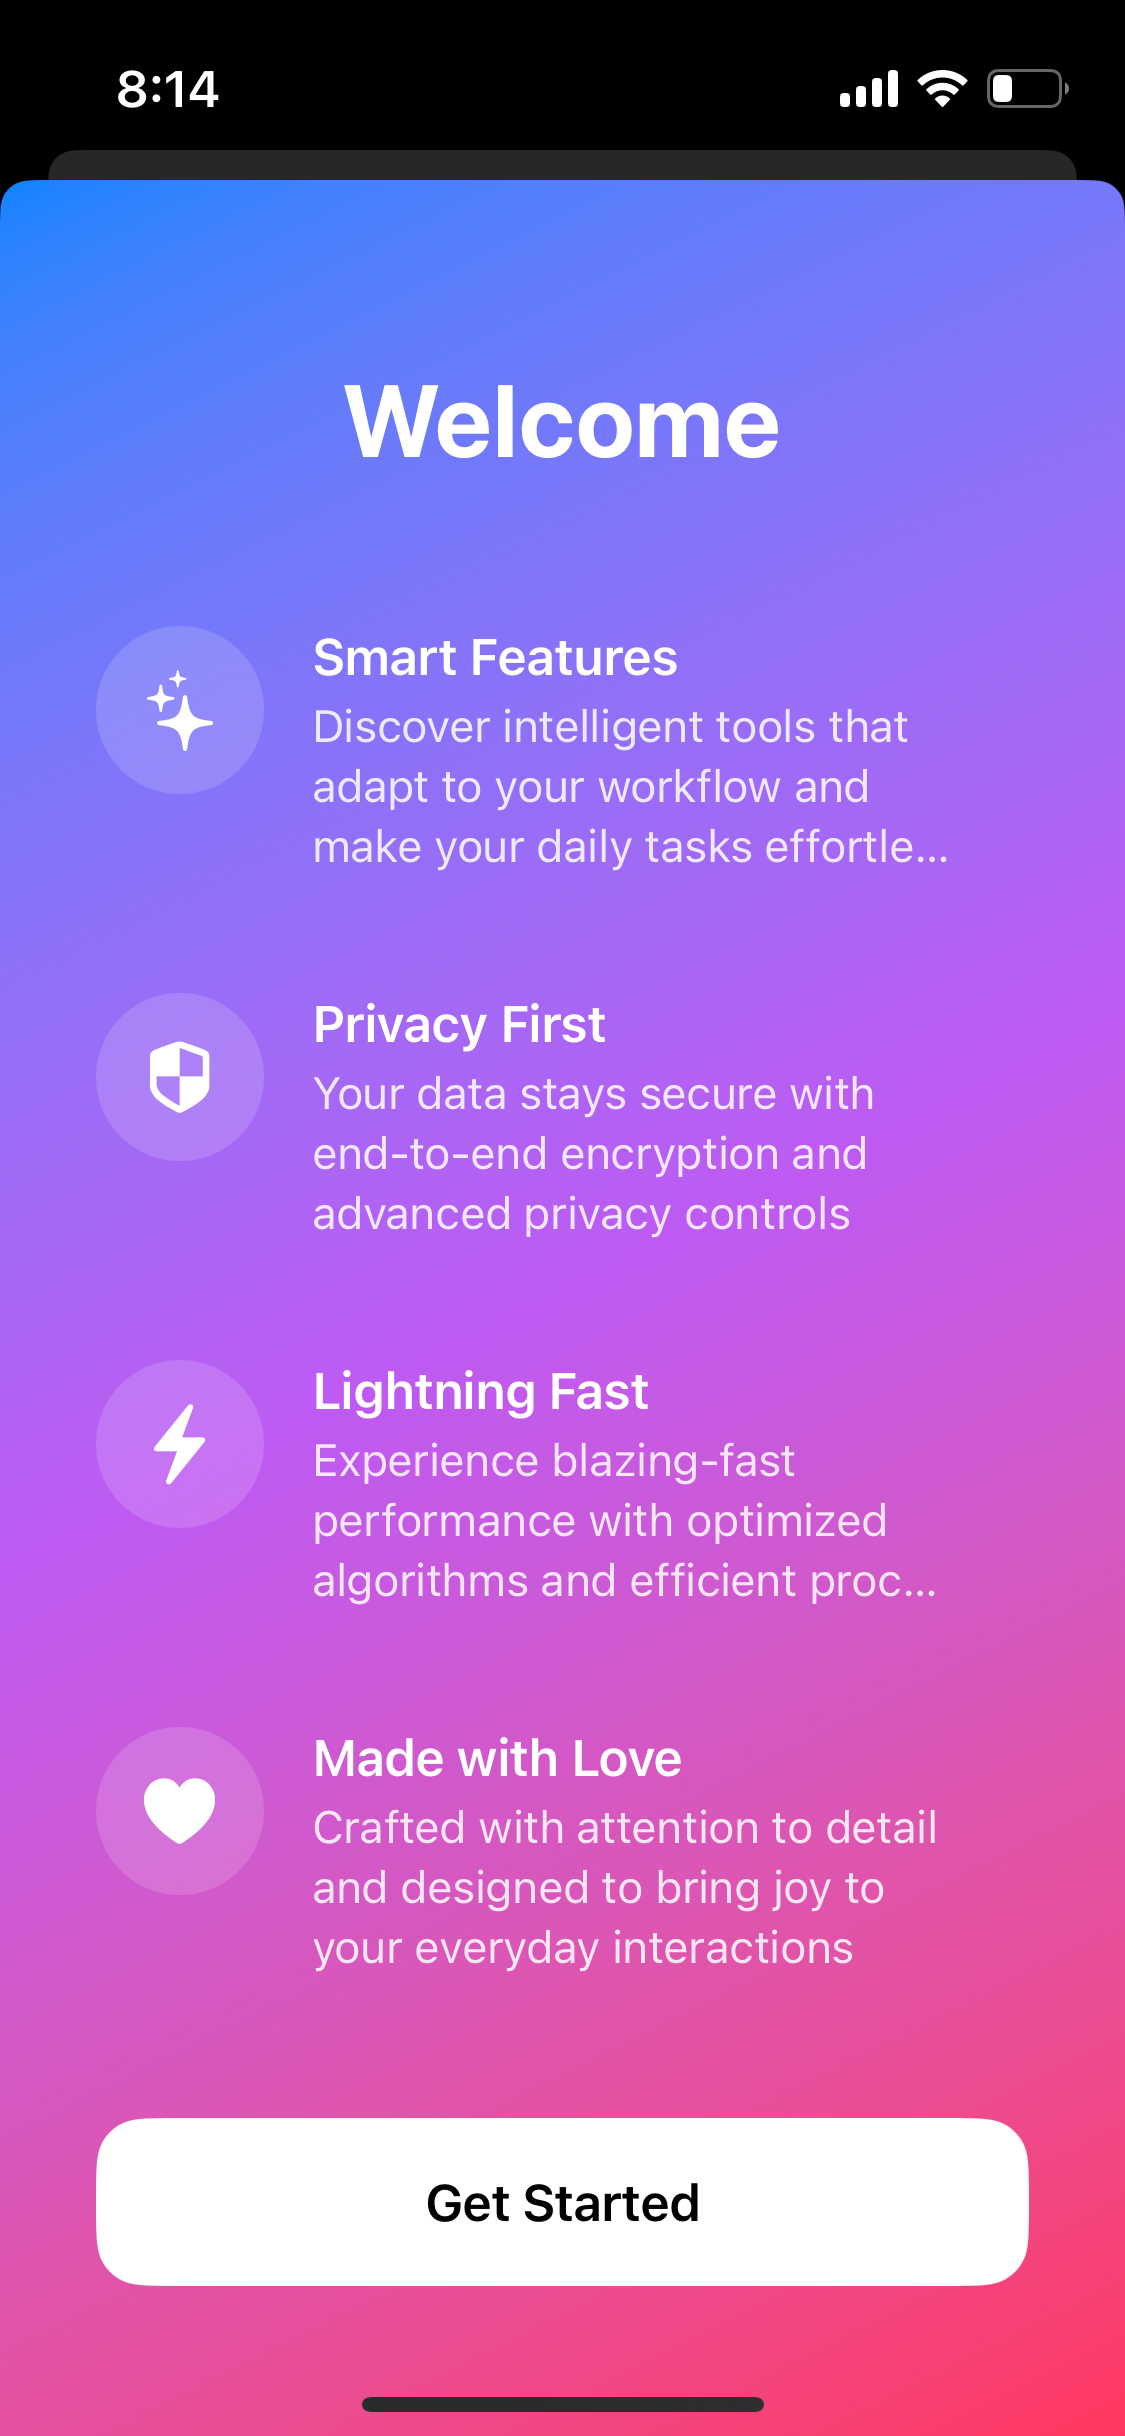 8:14
Welcome
Smart Features
Discover intelligent tools that
adapt to your workflow and
make your daily tasks effortle...
Privacy First
Your data stays secure with
end-to-end encryption and
advanced privacy controls
Lightning Fast
Experience blazing-fast
performance with optimized
algorithms and efficient proc...
Made with Love
Crafted with attention to detail
and designed to bring joy to
your everyday interactions
Get Started